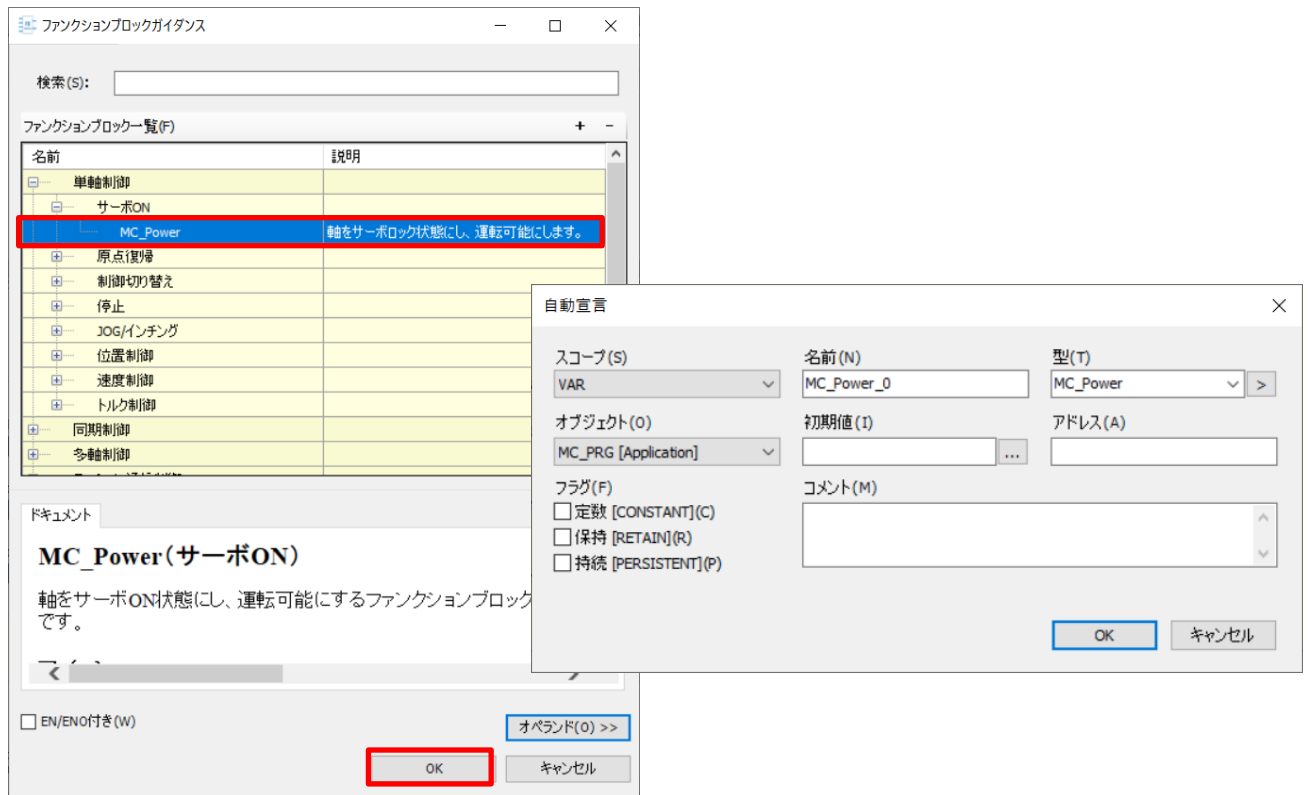 ファンクションブロックガイダンス
検索(S):
ファンクションブロック一覧(F)
+ -
名前 説明
単軸制御
サーボON
MC_Power 軸をサーボロック状態にし、運転可能にします。
原点復帰
制御切り替え
停止
JOG/インチング
位置制御
速度制御
トルク制御
同期制御
多軸制御
ドキュメント
MC_Power(サーボON)
軸をサーボON状態にし、運転可能にするファンクションブロック
です。
EN/ENO付き(W)
オペランド(O) >>
OK キャンセル
自動宣言
スコープ(S) 名前(N) 型(T)
VAR MC_Power_0 MC_Power >
オブジェクト(O) 初期値(I) アドレス(A)
MC_PRG [Application] ...
フラグ(F) コメント(M)
定数 [CONSTANT](C)
保持 [RETAIN](R)
持続 [PERSISTENT](P)
OK キャンセル